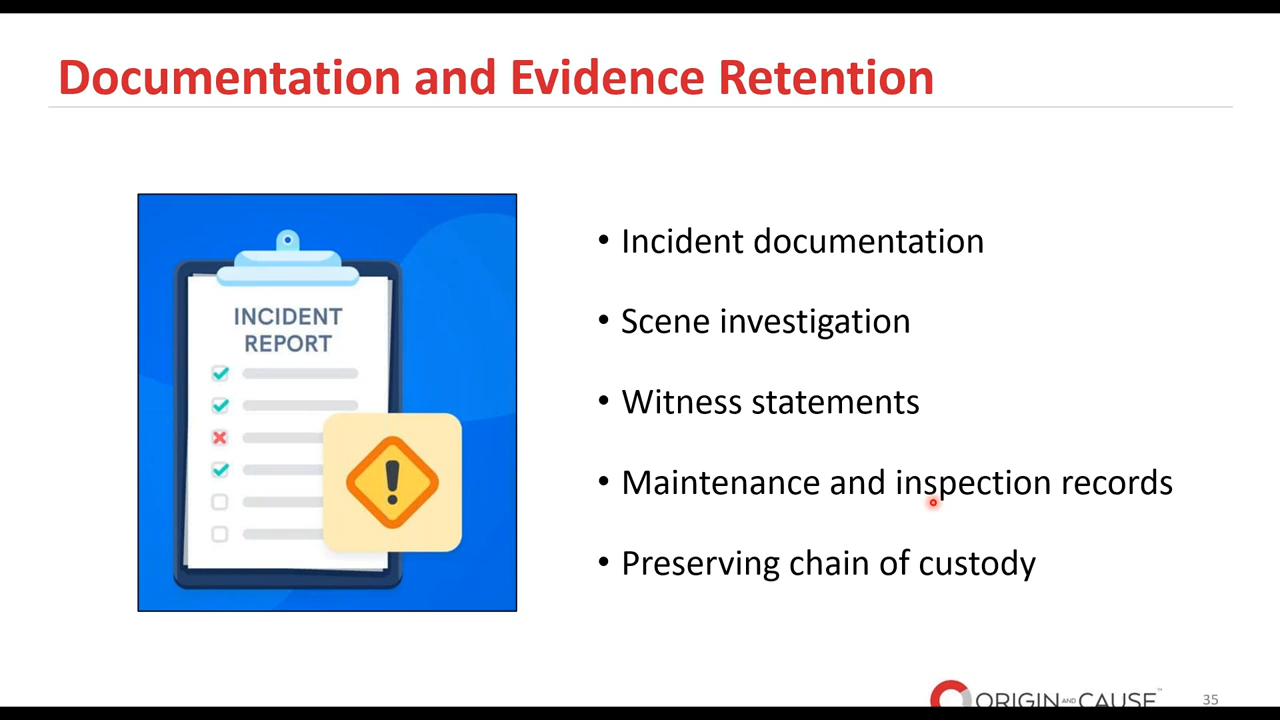 Documentation and Evidence Retention
INCIDENT
REPORT
• Incident documentation
• Scene investigation
• Witness statements
• Maintenance and inspection records
• Preserving chain of custody
ORIGIN AND CAUSE™
35